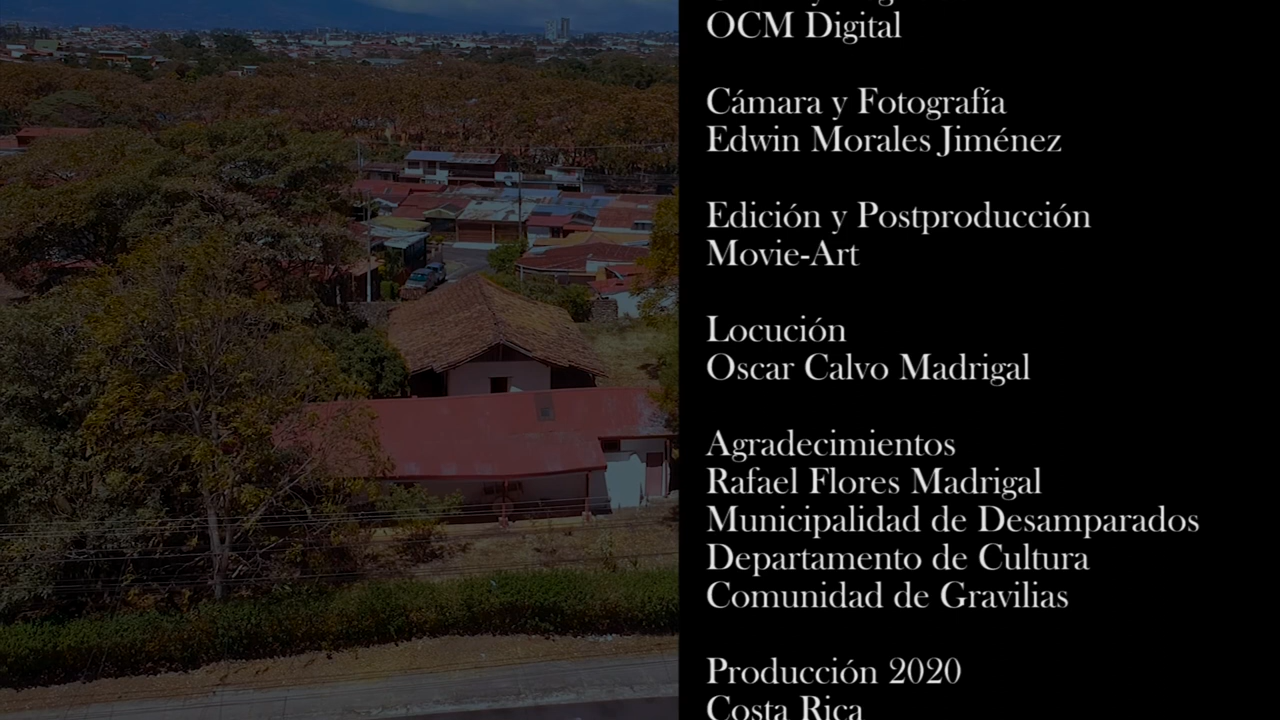 OCM Digital
Cámara y Fotografía
Edwin Morales Jiménez
Edición y Postproducción
Movie-Art
Locución
Oscar Calvo Madrigal
Agradecimientos
Rafael Flores Madrigal
Municipalidad de Desamparados
Departamento de Cultura
Comunidad de Gravilias
Producción 2020
Costa Rica